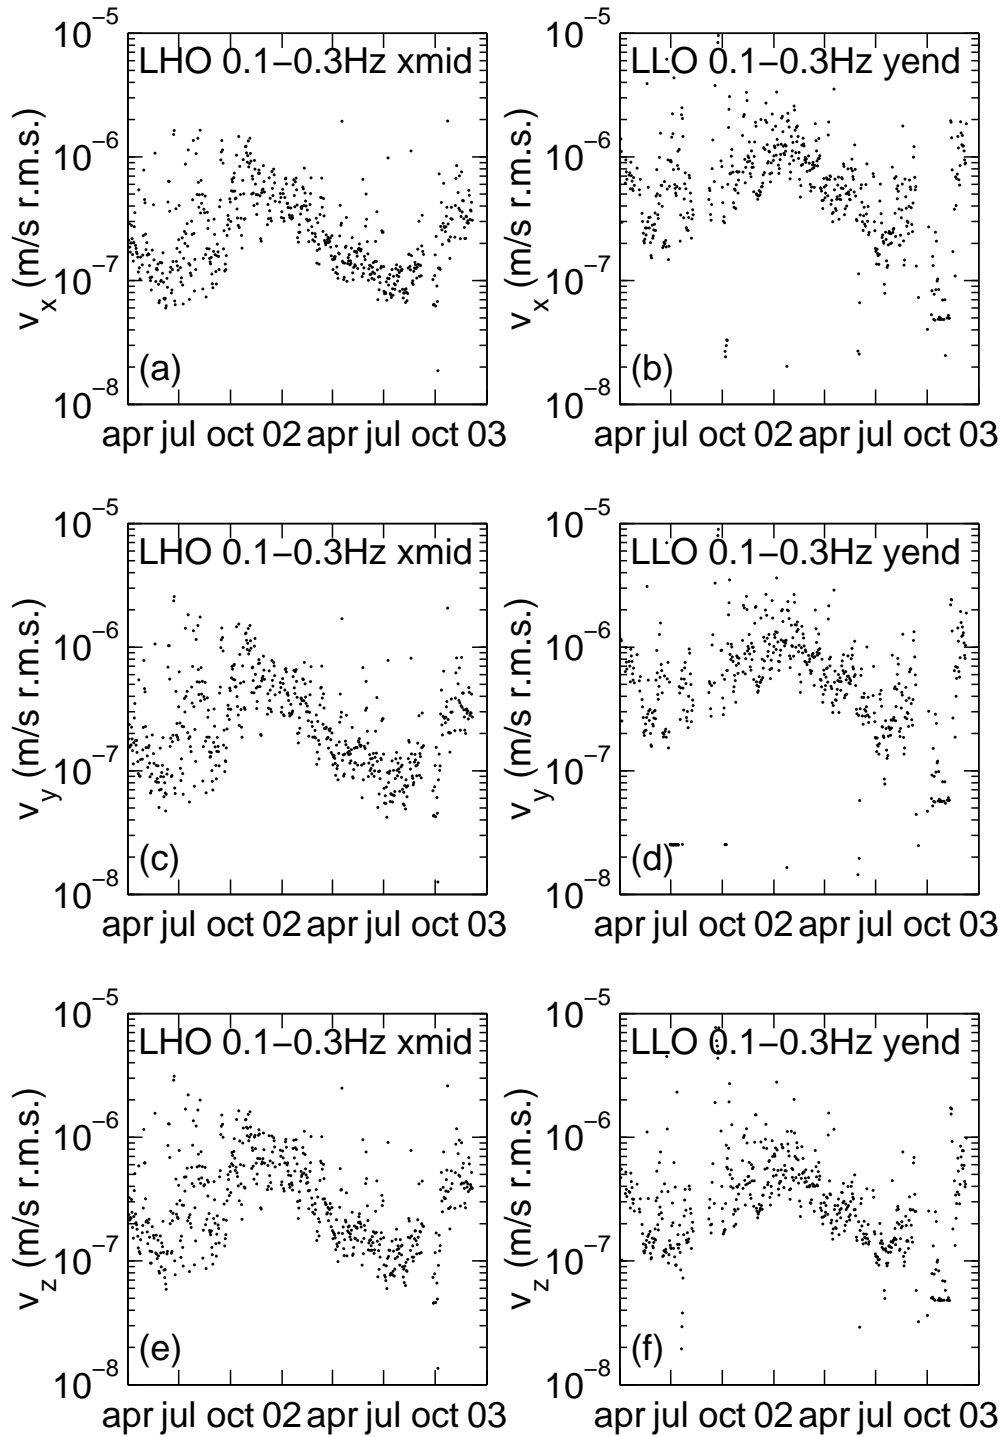 10⁻⁵ 10⁻⁵
LHO 0.1−0.3Hz xmid LLO 0.1−0.3Hz yend
10⁻⁶ 10⁻⁶
v_x (m/s r.m.s.) v_x (m/s r.m.s.)
10⁻⁷ 10⁻⁷
(a) (b)
10⁻⁸ 10⁻⁸
apr jul oct 02 apr jul oct 03 apr jul oct 02 apr jul oct 03
10⁻⁵ 10⁻⁵
LHO 0.1−0.3Hz xmid LLO 0.1−0.3Hz yend
10⁻⁶ 10⁻⁶
v_y (m/s r.m.s.) v_y (m/s r.m.s.)
10⁻⁷ 10⁻⁷
(c) (d)
10⁻⁸ 10⁻⁸
apr jul oct 02 apr jul oct 03 apr jul oct 02 apr jul oct 03
10⁻⁵ 10⁻⁵
LHO 0.1−0.3Hz xmid LLO 0.1−0.3Hz yend
10⁻⁶ 10⁻⁶
v_z (m/s r.m.s.) v_z (m/s r.m.s.)
10⁻⁷ 10⁻⁷
(e) (f)
10⁻⁸ 10⁻⁸
apr jul oct 02 apr jul oct 03 apr jul oct 02 apr jul oct 03